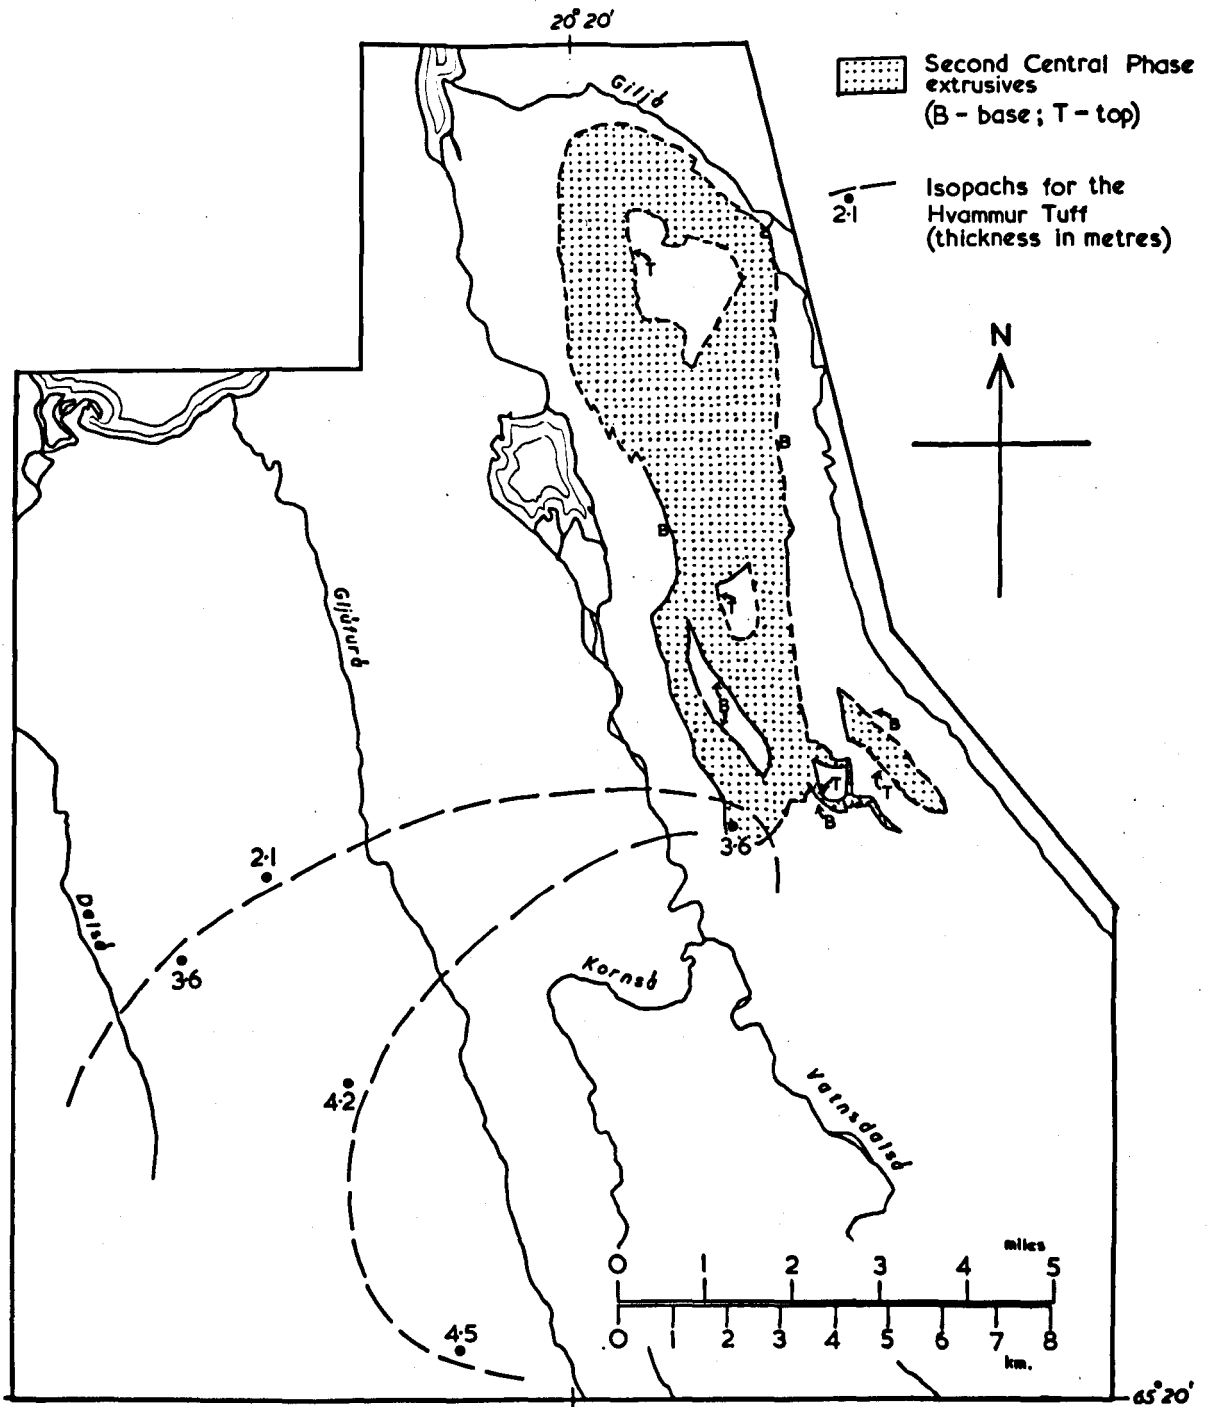 20° 20'
Second Central Phase
extrusives
(B - base; T - top)
Giljá
2·1
Isopachs for the
Hvammur Tuff
(thickness in metres)
T
N
B
B
Gljúfurá
T
B
B
T
T
B
3·6
2·1
Dalsá
3·6
Kornsá
4·2
Vatnsdalsá
miles
0 1 2 3 4 5
0 1 2 3 4 5 6 7 8
km.
4·5
65° 20'